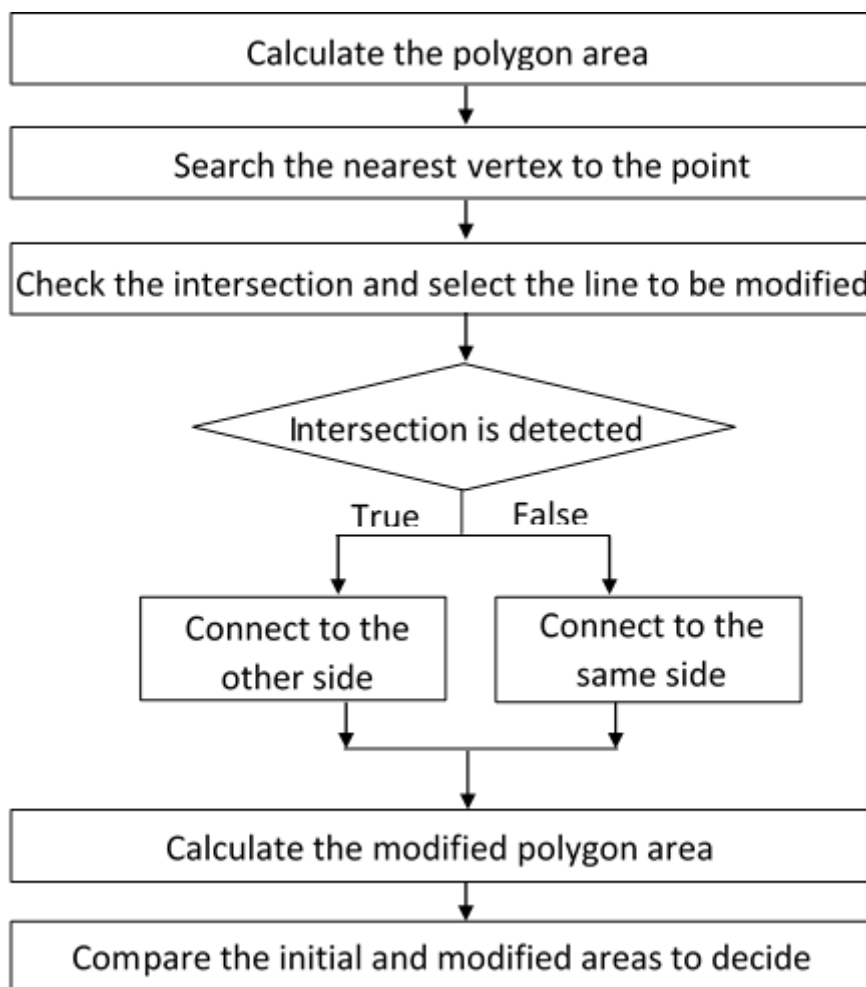 Calculate the polygon area
Search the nearest vertex to the point
Check the intersection and select the line to be modified
Intersection is detected
True
False
Connect to the
other side
Connect to the
same side
Calculate the modified polygon area
Compare the initial and modified areas to decide